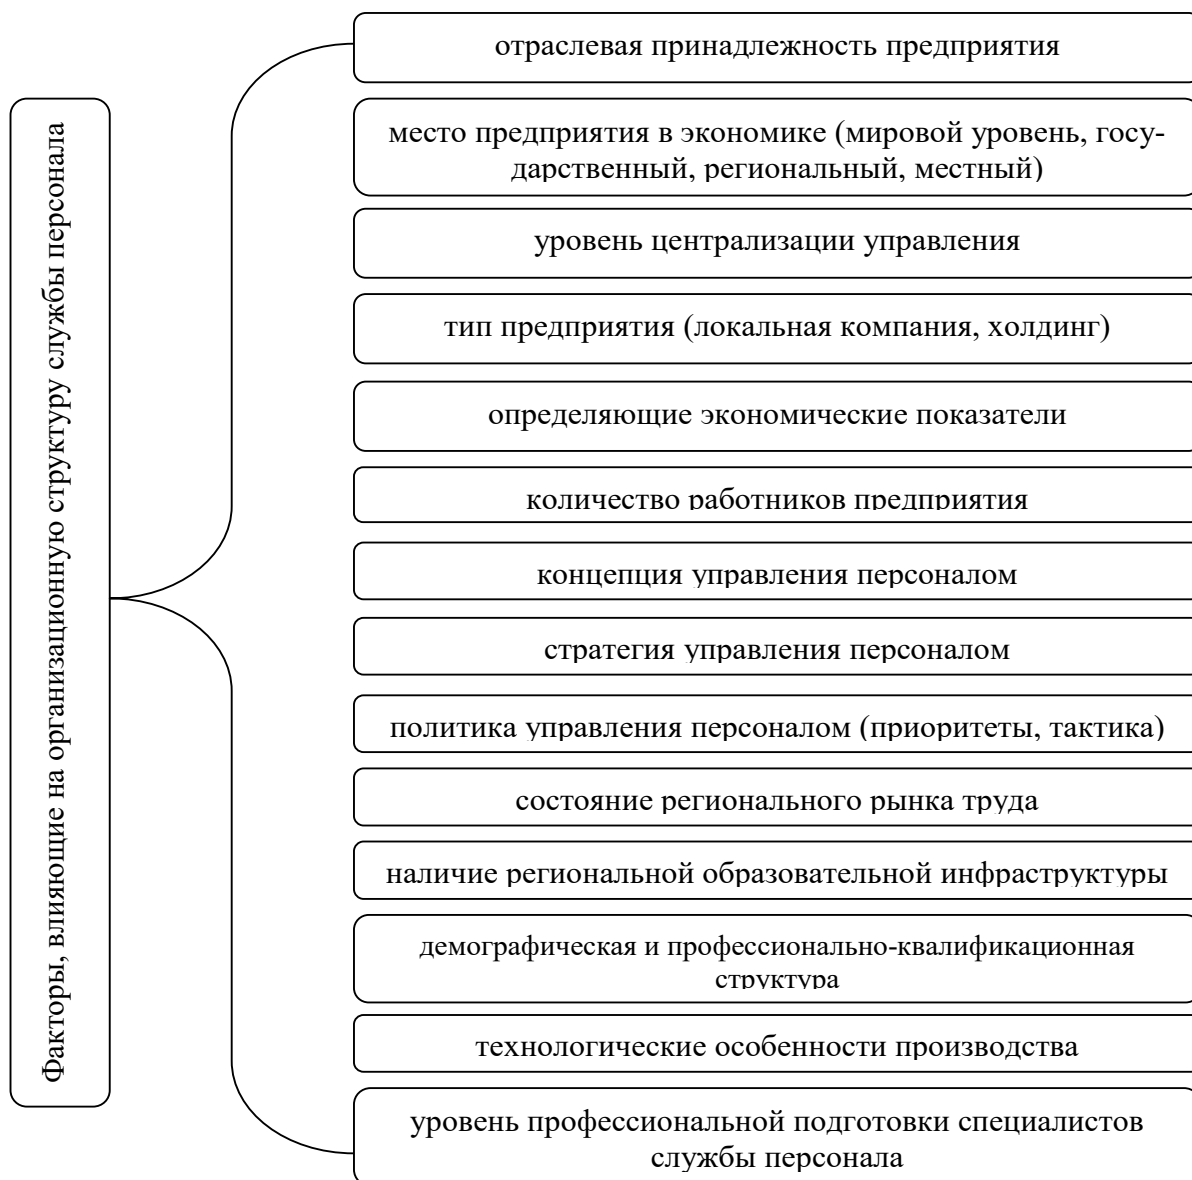 Факторы, влияющие на организационную структуру службы персонала
отраслевая принадлежность предприятия
место предприятия в экономике (мировой уровень, госу-
дарственный, региональный, местный)
уровень централизации управления
тип предприятия (локальная компания, холдинг)
определяющие экономические показатели
количество работников предприятия
концепция управления персоналом
стратегия управления персоналом
политика управления персоналом (приоритеты, тактика)
состояние регионального рынка труда
наличие региональной образовательной инфраструктуры
демографическая и профессионально-квалификационная
структура
технологические особенности производства
уровень профессиональной подготовки специалистов
службы персонала